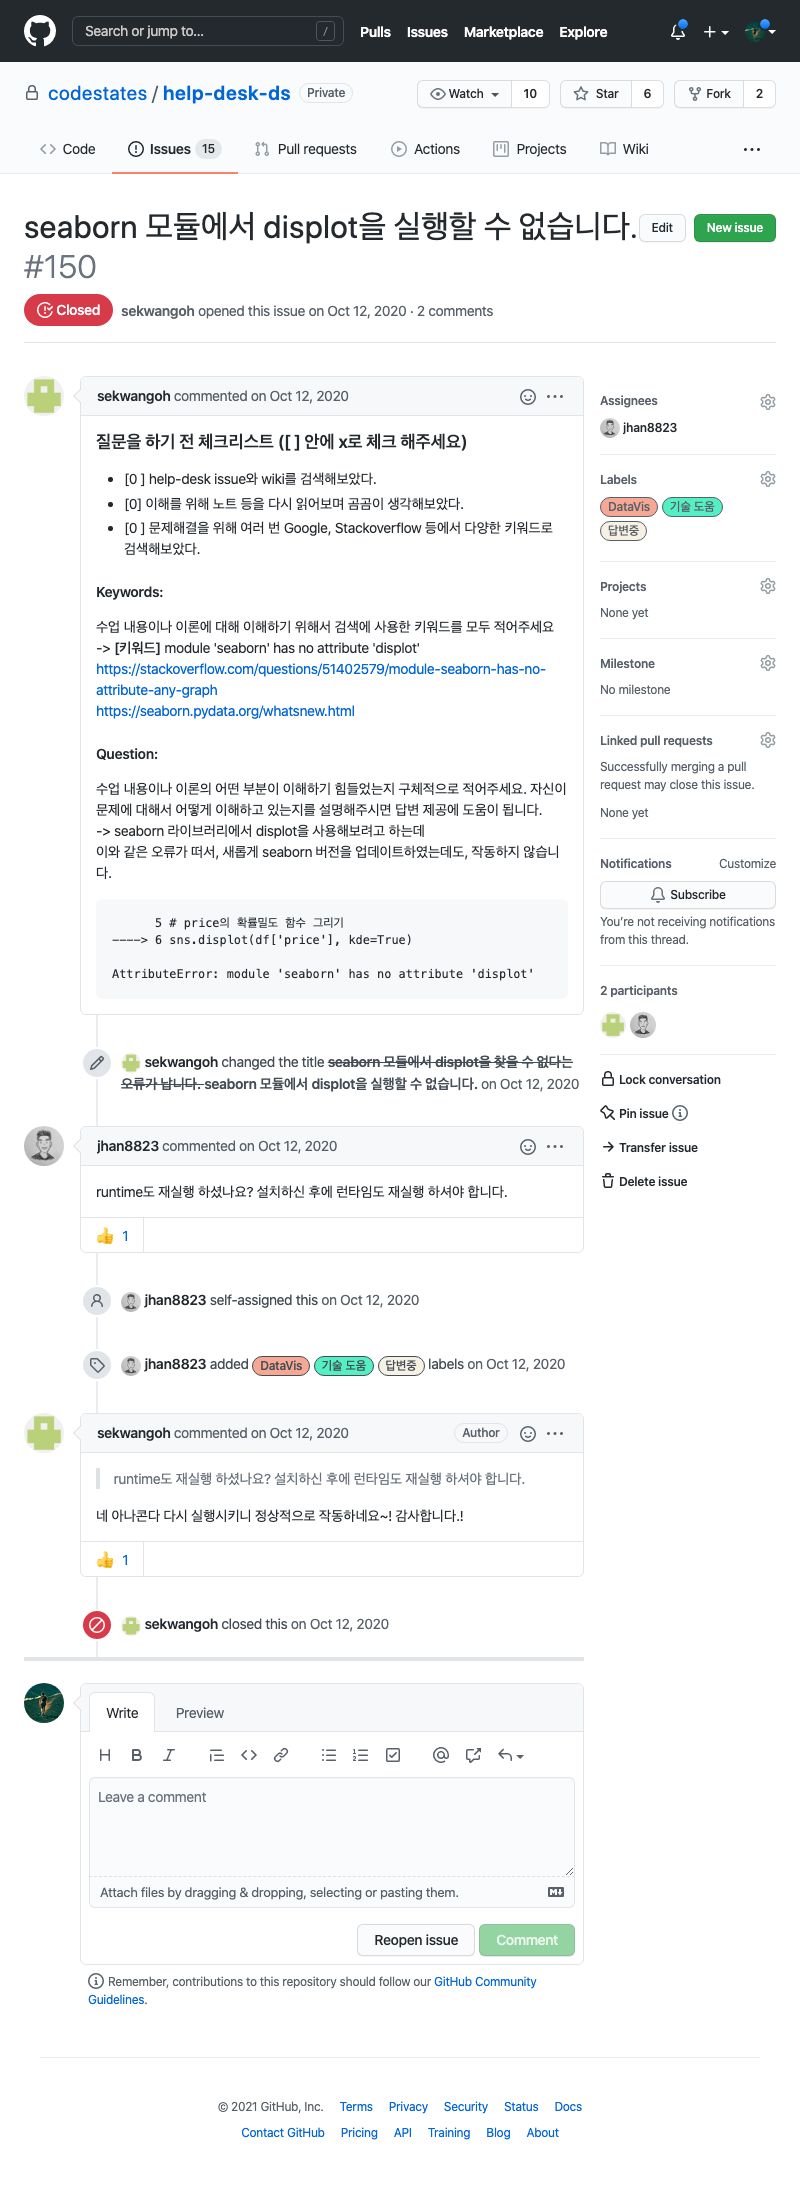 Search or jump to... /
Pulls Issues Marketplace Explore
codestates / help-desk-ds Private
Watch 10 Star 6 Fork 2
Code Issues 15 Pull requests Actions Projects Wiki ...
seaborn 모듈에서 displot을 실행할 수 없습니다.
#150
Edit New issue
Closed sekwangoh opened this issue on Oct 12, 2020 · 2 comments
sekwangoh commented on Oct 12, 2020
질문을 하기 전 체크리스트 ([ ] 안에 x로 체크 해주세요)
• [0 ] help-desk issue와 wiki를 검색해보았다.
• [0] 이해를 위해 노트 등을 다시 읽어보며 곰곰이 생각해보았다.
• [0 ] 문제해결을 위해 여러 번 Google, Stackoverflow 등에서 다양한 키워드로
검색해보았다.
Keywords:
수업 내용이나 이론에 대해 이해하기 위해서 검색에 사용한 키워드를 모두 적어주세요
-> [키워드] module 'seaborn' has no attribute 'displot'
https://stackoverflow.com/questions/51402579/module-seaborn-has-no-
attribute-any-graph
https://seaborn.pydata.org/whatsnew.html
Question:
수업 내용이나 이론의 어떤 부분이 이해하기 힘들었는지 구체적으로 적어주세요. 자신이
문제에 대해서 어떻게 이해하고 있는지를 설명해주시면 답변 제공에 도움이 됩니다.
-> seaborn 라이브러리에서 displot을 사용해보려고 하는데
이와 같은 오류가 떠서, 새롭게 seaborn 버전을 업데이트하였는데도, 작동하지 않습니
다.
5 # price의 확률밀도 함수 그리기
----> 6 sns.displot(df['price'], kde=True)
AttributeError: module 'seaborn' has no attribute 'displot'
sekwangoh changed the title seaborn 모듈에서 displot을 찾을 수 없다는
오류가 납니다. seaborn 모듈에서 displot을 실행할 수 없습니다. on Oct 12, 2020
jhan8823 commented on Oct 12, 2020
runtime도 재실행 하셨나요? 설치하신 후에 런타임도 재실행 하셔야 합니다.
👍 1
jhan8823 self-assigned this on Oct 12, 2020
jhan8823 added DataVis 기술 도움 답변중 labels on Oct 12, 2020
sekwangoh commented on Oct 12, 2020 Author
runtime도 재실행 하셨나요? 설치하신 후에 런타임도 재실행 하셔야 합니다.
네 아나콘다 다시 실행시키니 정상적으로 작동하네요~! 감사합니다.!
👍 1
sekwangoh closed this on Oct 12, 2020
Assignees
jhan8823
Labels
DataVis 기술 도움
답변중
Projects
None yet
Milestone
No milestone
Linked pull requests
Successfully merging a pull
request may close this issue.
None yet
Notifications Customize
Subscribe
You're not receiving notifications
from this thread.
2 participants
Lock conversation
Pin issue
Transfer issue
Delete issue
Write Preview
H B I @
Leave a comment
Attach files by dragging & dropping, selecting or pasting them.
Reopen issue Comment
Remember, contributions to this repository should follow our GitHub Community
Guidelines.
© 2021 GitHub, Inc. Terms Privacy Security Status Docs
Contact GitHub Pricing API Training Blog About